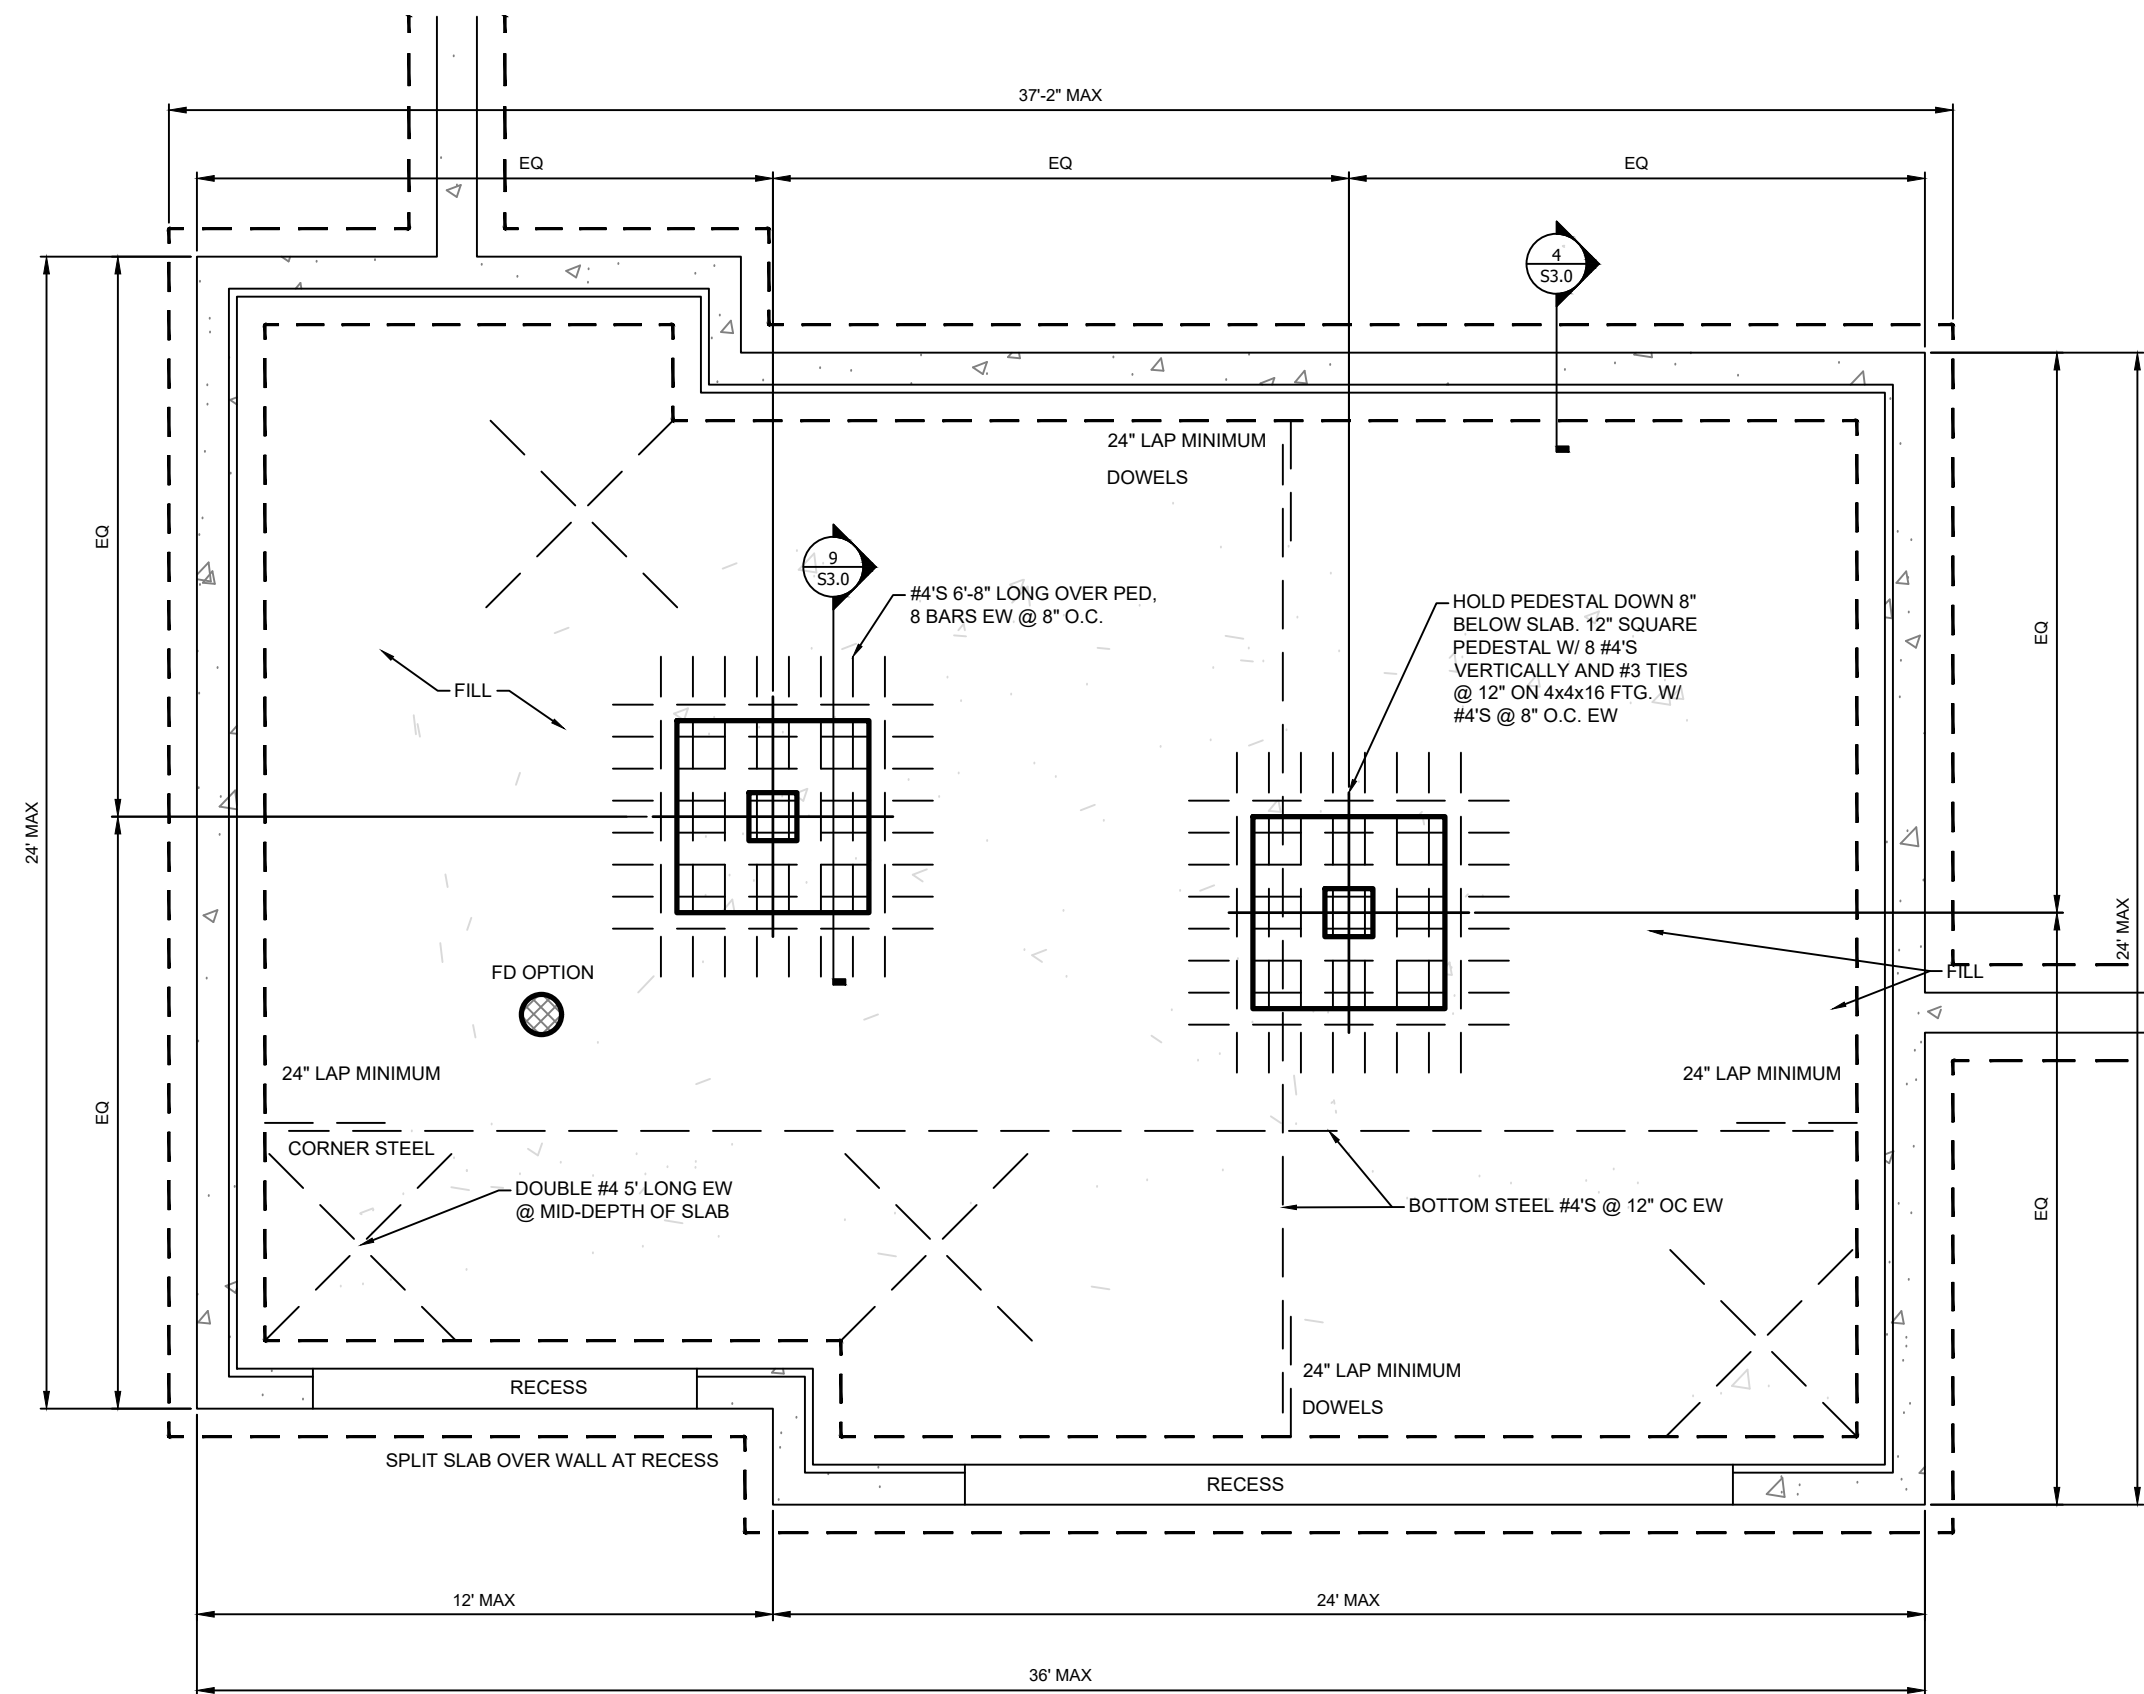 37'-2" MAX
EQ
EQ
EQ
4
S3.0
24" LAP MINIMUM
DOWELS
EQ
9
S3.0
#4'S 6'-8" LONG OVER PED,
8 BARS EW @ 8" O.C.
HOLD PEDESTAL DOWN 8"
BELOW SLAB. 12" SQUARE
PEDESTAL W/ 8 #4'S
VERTICALLY AND #3 TIES
@ 12" ON 4x4x16 FTG. W/
#4'S @ 8" O.C. EW
EQ
FILL
24' MAX
24' MAX
FD OPTION
FILL
24" LAP MINIMUM
24" LAP MINIMUM
EQ
CORNER STEEL
DOUBLE #4 5' LONG EW
@ MID-DEPTH OF SLAB
BOTTOM STEEL #4'S @ 12" OC EW
EQ
24" LAP MINIMUM
RECESS
DOWELS
SPLIT SLAB OVER WALL AT RECESS
RECESS
12' MAX
24' MAX
36' MAX